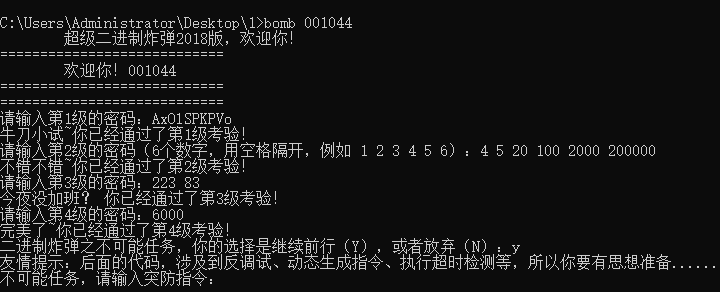 C:\Users\Administrator\Desktop\1>bomb 001044
超级二进制炸弹2018版，欢迎你!
============================
欢迎你! 001044
============================
============================
请输入第1级的密码：AxO1SPKPVo
牛刀小试~你已经通过了第1级考验!
请输入第2级的密码（6个数字，用空格隔开，例如 1 2 3 4 5 6）：4 5 20 100 2000 200000
不错不错~你已经通过了第2级考验!
请输入第3级的密码：223 83
今夜没加班? 你已经通过了第3级考验!
请输入第4级的密码：6000
完美了~你已经通过了第4级考验!
二进制炸弹之不可能任务，你的选择是继续前行（Y），或者放弃（N）：y
友情提示：后面的代码，涉及到反调试、动态生成指令、执行超时检测等，所以你要有思想准备......
不可能任务，请输入突防指令：